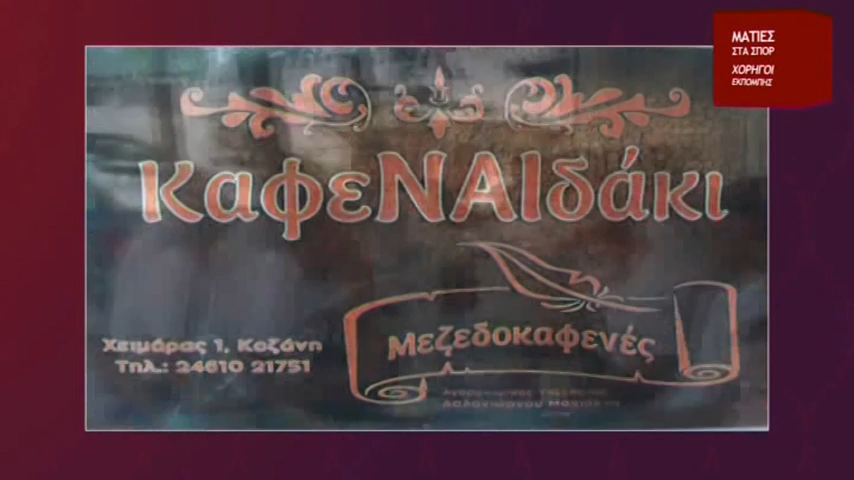 ΜΑΤΙΕΣ
ΣΤΑ ΣΠΟΡ
ΧΟΡΗΓΟΙ
ΕΚΠΟΜΠΗΣ
ΚαφεΝΑΙδάκι
Μεζεδοκαφενές
Χειμάρας 1, Κοζάνη
Τηλ.: 24610 21751